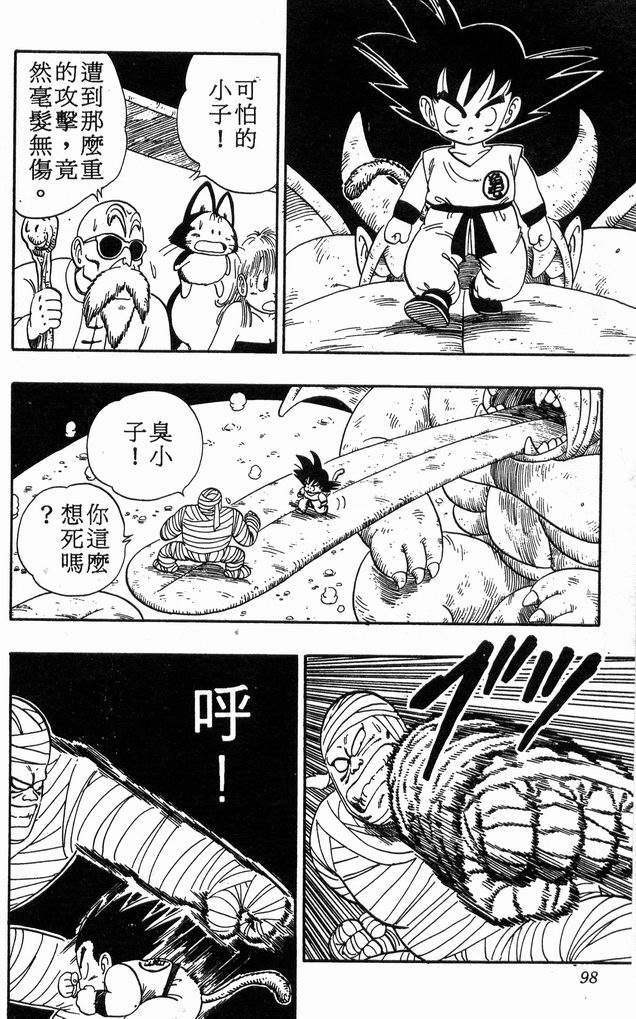 可怕的
小子！
遭到那麼重
的攻擊，竟
然毫髮無傷。
臭小
子！
你這麼
想死嗎
？
ブンッ
呼！
98